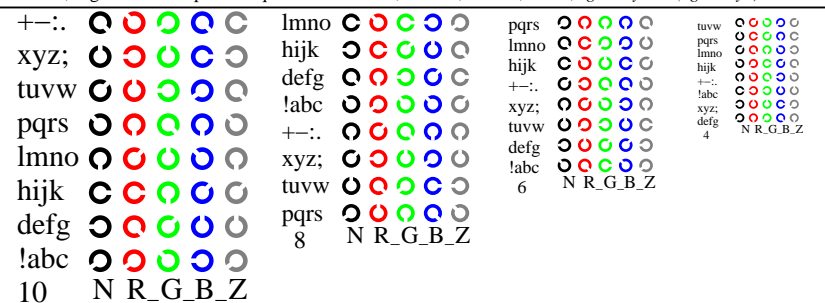 +−:.
xyz;
tuvw
pqrs
lmno
hijk
defg
!abc
10 N R_G_B_Z
lmno
hijk
defg
!abc
+−:.
xyz;
tuvw
pqrs
8 N R_G_B_Z
pqrs
lmno
hijk
+−:.
xyz;
tuvw
defg
!abc
6 N R_G_B_Z
tuvw
pqrs
lmno
hijk
+−:.
!abc
xyz;
defg
4 N R_G_B_Z